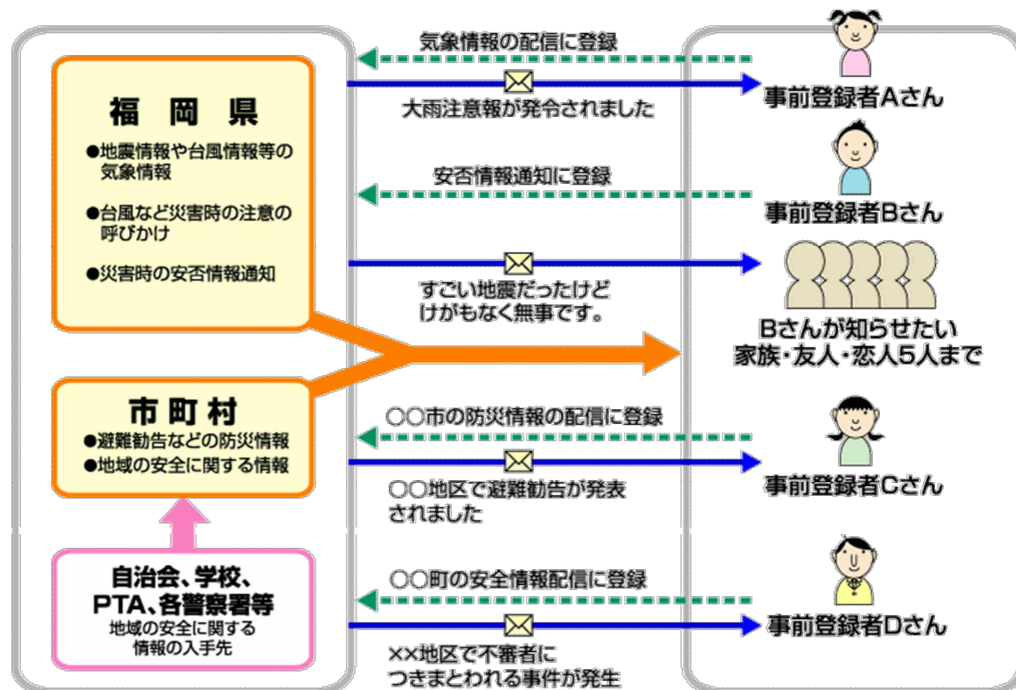 福岡県
●地震情報や台風情報等の
気象情報
●台風など災害時の注意の
呼びかけ
●災害時の安否情報通知
市町村
●避難勧告などの防災情報
●地域の安全に関する情報
自治会、学校、
PTA、各警察署等
地域の安全に関する
情報の入手先
気象情報の配信に登録
大雨注意報が発令されました
安否情報通知に登録
すごい地震だったけど
けがもなく無事です。
○○市の防災情報の配信に登録
○○地区で避難勧告が発表
されました
○○町の安全情報配信に登録
××地区で不審者に
つきまとわれる事件が発生
事前登録者Aさん
事前登録者Bさん
Bさんが知らせたい
家族・友人・恋人5人まで
事前登録者Cさん
事前登録者Dさん